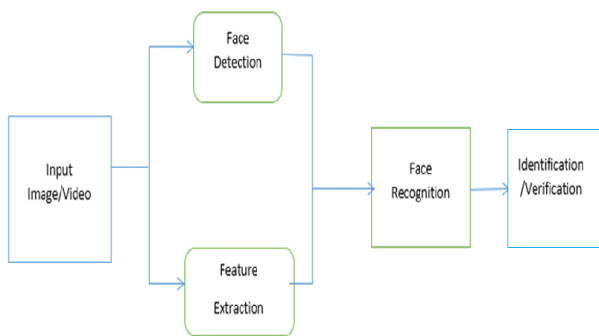 Face
Detection
Input
Image/Video
Face
Recognition
Identification
/Verification
Feature
Extraction